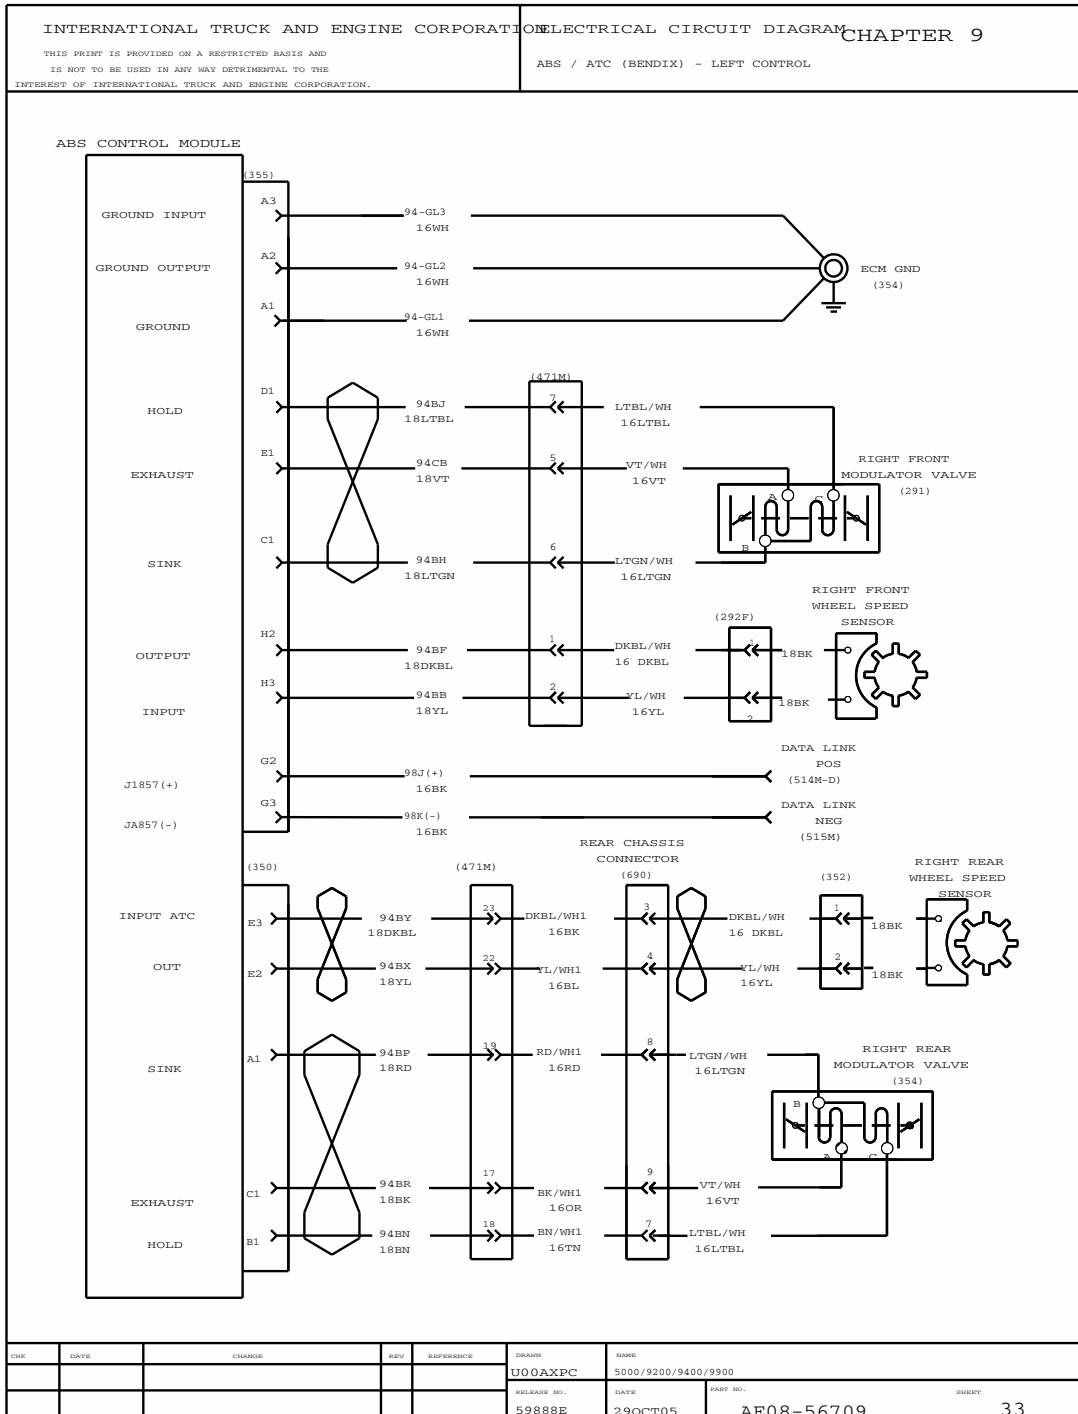 INTERNATIONAL TRUCK AND ENGINE CORPORATION
THIS PRINT IS PROVIDED ON A RESTRICTED BASIS AND
IS NOT TO BE USED IN ANY WAY DETRIMENTAL TO THE
INTEREST OF INTERNATIONAL TRUCK AND ENGINE CORPORATION.
ELECTRICAL CIRCUIT DIAGRAM
CHAPTER 9
ABS / ATC (BENDIX) - LEFT CONTROL
ABS CONTROL MODULE
(355)
GROUND INPUT
A3
94-GL3
16WH
GROUND OUTPUT
A2
94-GL2
16WH
ECM GND
(354)
GROUND
A1
94-GL1
16WH
(471M)
HOLD
D1
94BJ
18LTBL
7
LTBL/WH
16LTBL
EXHAUST
E1
94CB
18VT
5
VT/WH
16VT
RIGHT FRONT
MODULATOR VALVE
(291)
A
C
B
SINK
C1
94BH
18LTGN
6
LTGN/WH
16LTGN
RIGHT FRONT
WHEEL SPEED
SENSOR
(292F)
OUTPUT
H2
94BF
18DKBL
1
DKBL/WH
16 DKBL
1
18BK
INPUT
H3
94BB
18YL
2
YL/WH
16YL
2
18BK
J1857(+)
G2
98J(+)
16BK
DATA LINK
POS
(514M-D)
JA857(-)
G3
98K(-)
16BK
DATA LINK
NEG
(515M)
(350)
(471M)
REAR CHASSIS
CONNECTOR
(690)
(352)
RIGHT REAR
WHEEL SPEED
SENSOR
INPUT ATC
E3
94BY
18DKBL
23
DKBL/WH1
16BK
3
DKBL/WH
16 DKBL
1
18BK
OUT
E2
94BX
18YL
22
YL/WH1
16BL
4
YL/WH
16YL
2
18BK
SINK
A1
94BP
18RD
19
RD/WH1
16RD
8
LTGN/WH
16LTGN
RIGHT REAR
MODULATOR VALVE
(354)
B
A
C
EXHAUST
C1
94BR
18BK
17
BK/WH1
16OR
9
VT/WH
16VT
HOLD
B1
94BN
18BN
18
BN/WH1
16TN
7
LTBL/WH
16LTBL
CHK
DATE
CHANGE
REV
REFERENCE
DRAWN
U00AXPC
NAME
5000/9200/9400/9900
RELEASE NO.
59888E
DATE
29OCT05
PART NO.
AE08-56709
SHEET
33